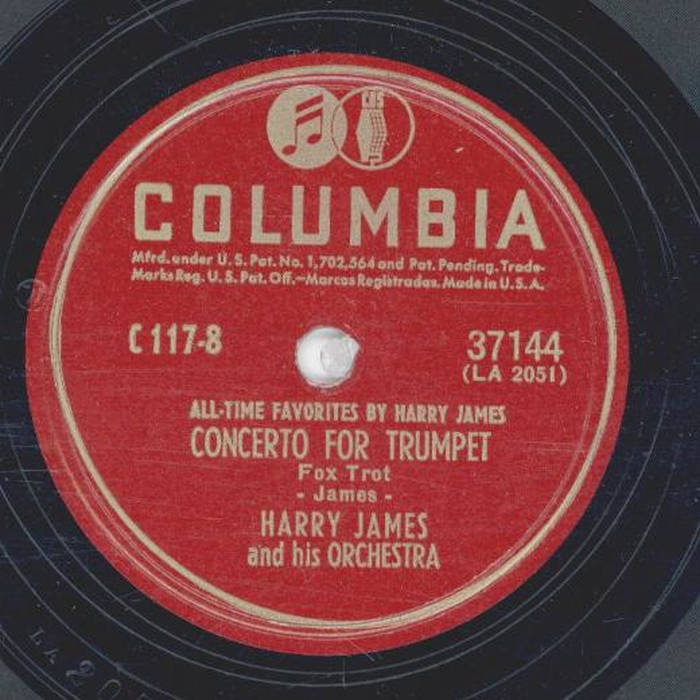 CBS
COLUMBIA
Mfrd. under U. S. Pat. No. 1,702,564 and Pat. Pending. Trade-
Marks Reg. U. S. Pat. Off.—Marcas Registradas. Made in U. S. A.
C 117-8
37144
(LA 2051)
ALL-TIME FAVORITES BY HARRY JAMES
CONCERTO FOR TRUMPET
Fox Trot
- James -
HARRY JAMES
and his ORCHESTRA